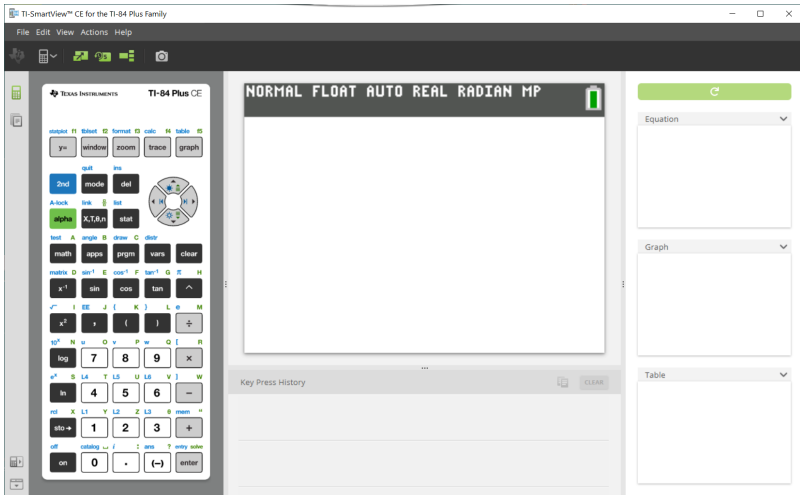 TI-SmartView™ CE for the TI-84 Plus Family
File Edit View Actions Help
TEXAS INSTRUMENTS TI-84 Plus CE
NORMAL FLOAT AUTO REAL RADIAN MP
statplot f1 tblset f2 format f3 calc f4 table f5
y= window zoom trace graph
quit ins
2nd mode del
A-lock link list
alpha X,T,θ,n stat
test A angle B draw C distr
math apps prgm vars clear
matrix D sin⁻¹ E cos⁻¹ F tan⁻¹ G π H
x⁻¹ sin cos tan ^
√ I EE J { K } L e M
x² , ( ) ÷
10ˣ N u O v P w Q [ R
log 7 8 9 ×
eˣ S L4 T L5 U L6 V ] W
ln 4 5 6 −
rcl X L1 Y L2 Z L3 θ mem "
sto→ 1 2 3 +
off catalog i : ans ? entry solve
on 0 . (−) enter
Key Press History CLEAR
Equation
Graph
Table